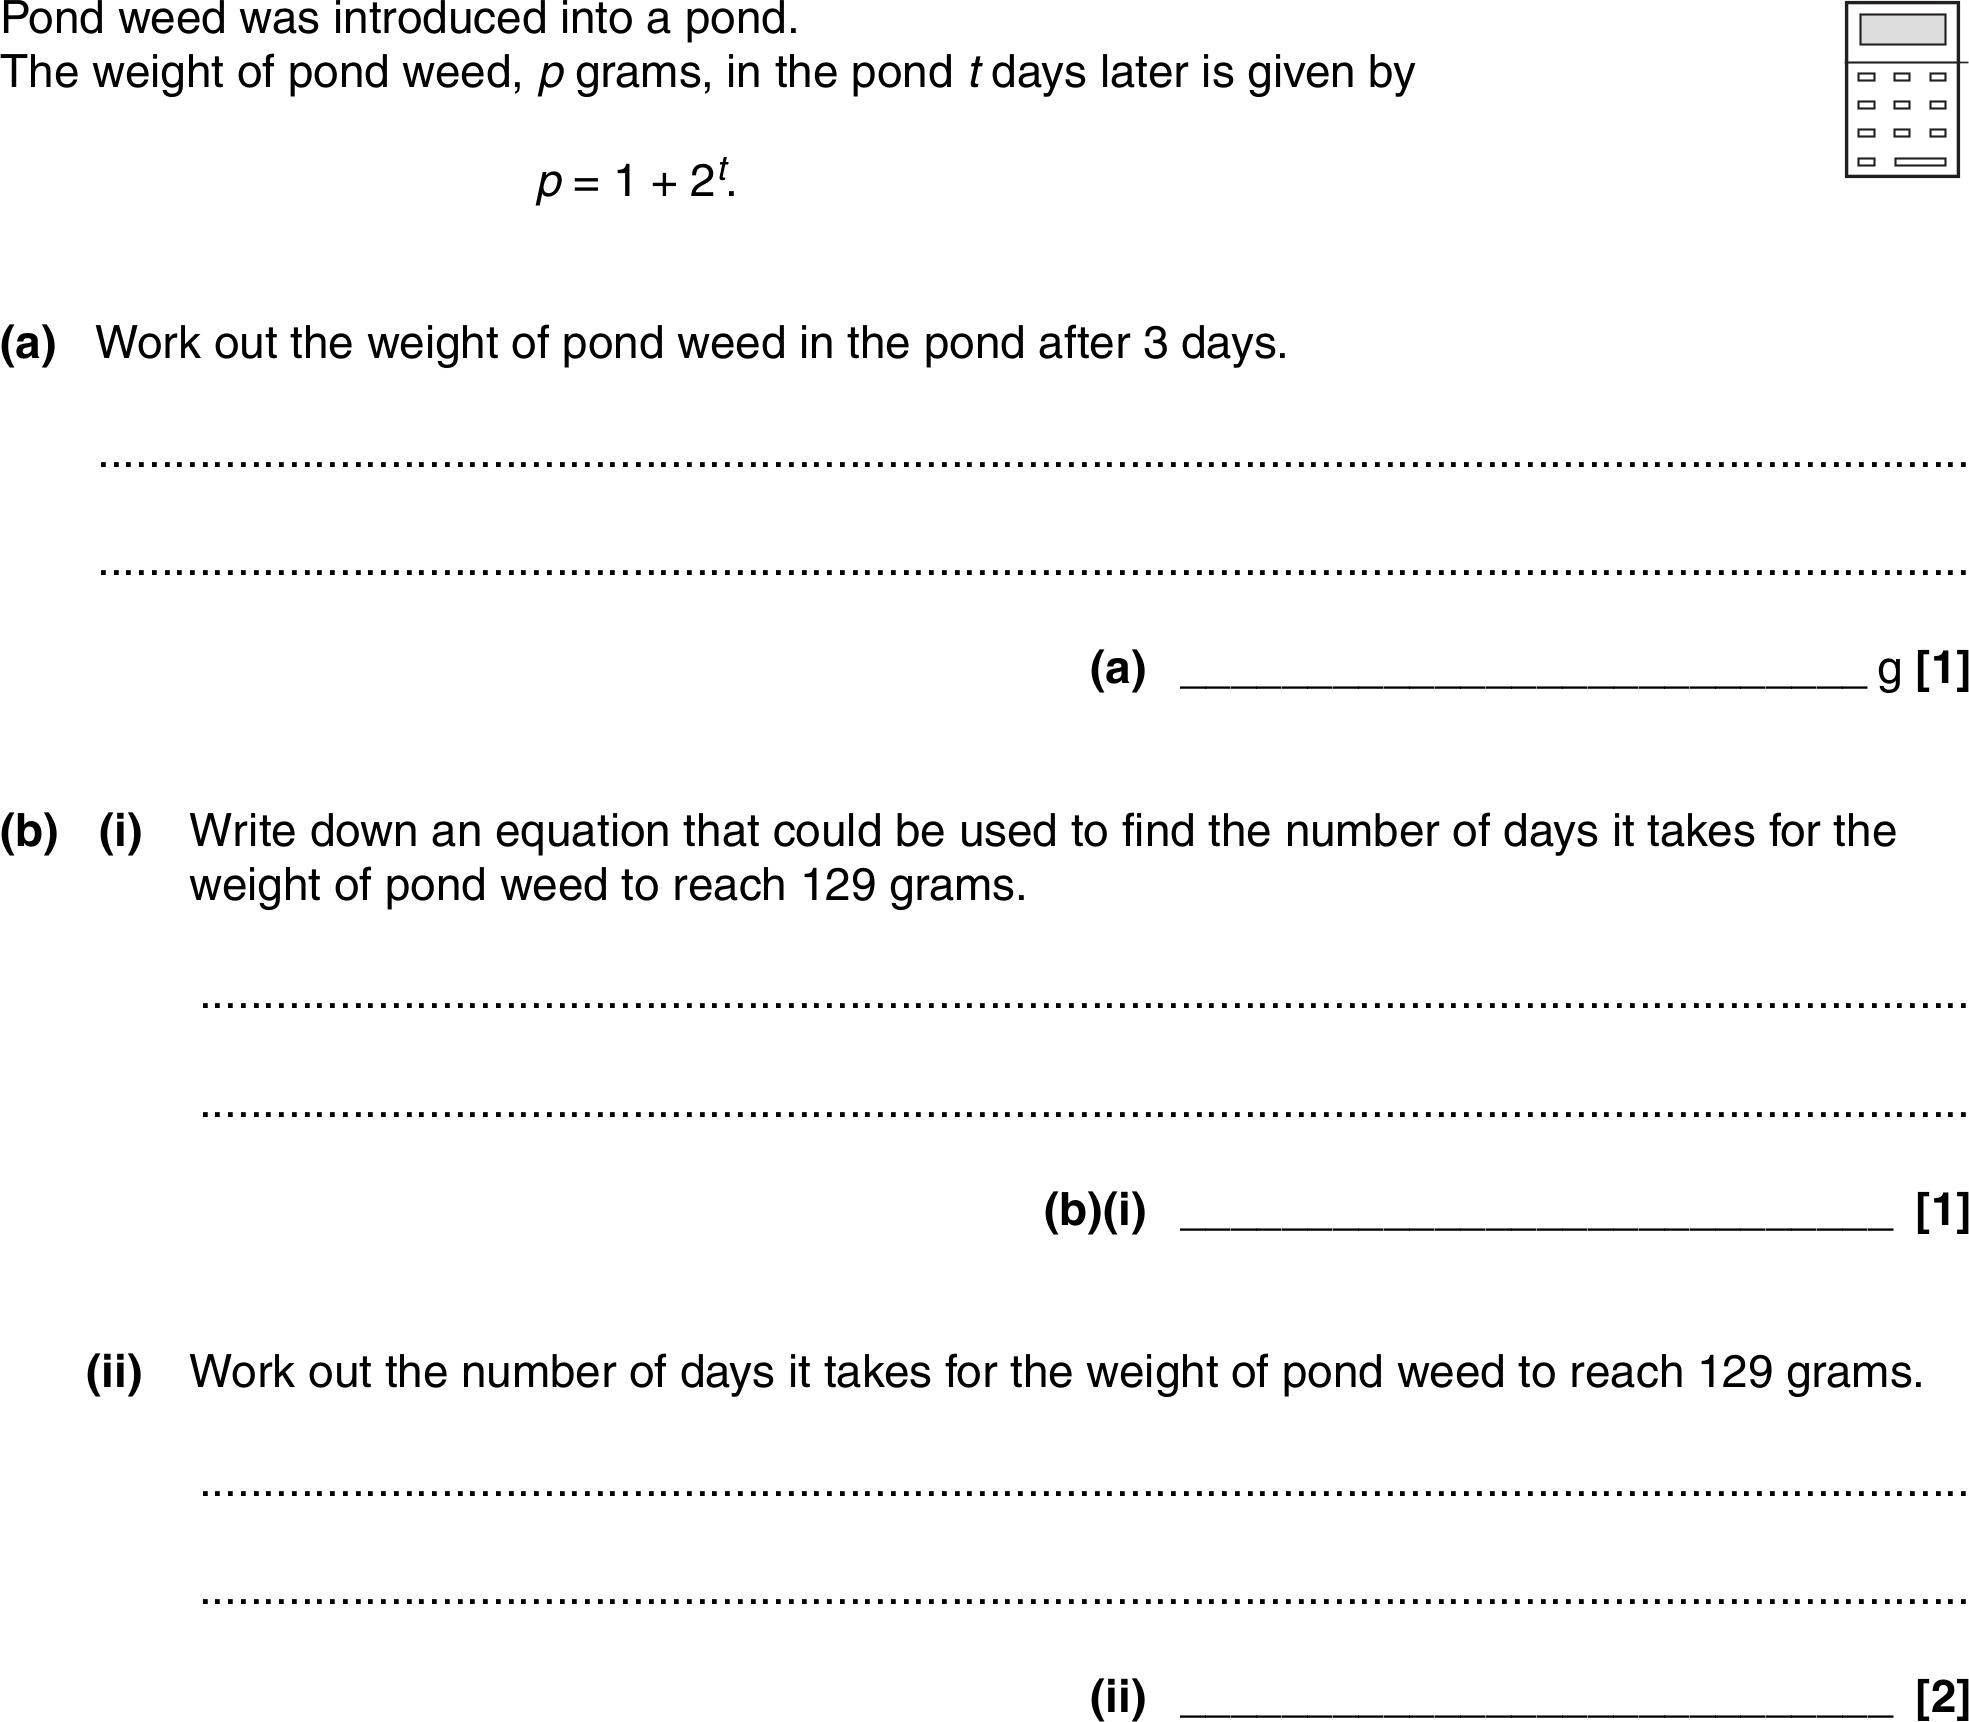 Pond weed was introduced into a pond.
The weight of pond weed, p grams, in the pond t days later is given by
p = 1 + 2^t.
(a) Work out the weight of pond weed in the pond after 3 days.
(a) ____________________________ g [1]
(b) (i) Write down an equation that could be used to find the number of days it takes for the
weight of pond weed to reach 129 grams.
(b)(i) _____________________________ [1]
(ii) Work out the number of days it takes for the weight of pond weed to reach 129 grams.
(ii) _____________________________ [2]